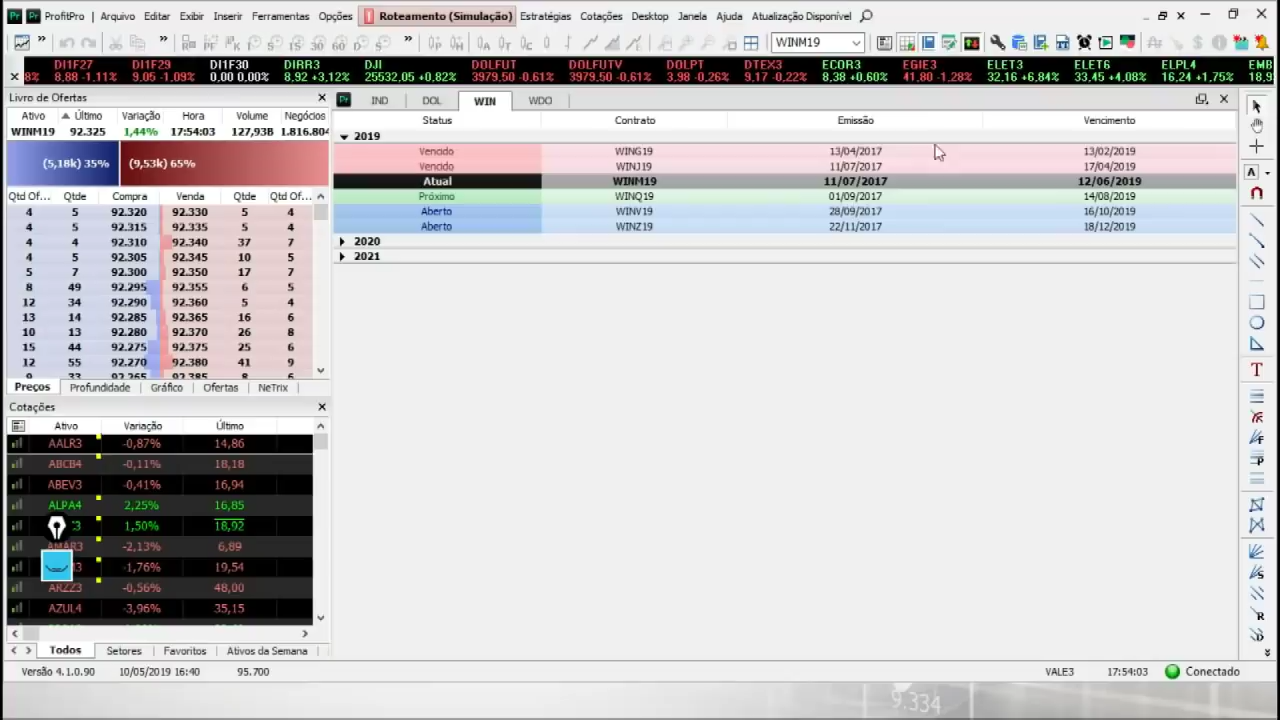 ProfitPro Arquivo Editar Exibir Inserir Ferramentas Opções Roteamento (Simulação) Estratégias Cotações Desktop Janela Ajuda Atualização Disponível
WINM19
DI1F27 DI1F29 DI1F30 DIRR3 DJI DOLFUT DOLFUTV DOLPT DTEX3 ECOR3 EGIE3 ELET3 ELET6 ELPL4 EMB
8% 8,88 -1,11% 9,05 -1,09% 0,00 0,00% 8,92 +3,12% 25532,05 +0,82% 3979,50 -0,61% 3979,50 -0,61% 3,98 -0,26% 9,17 -0,22% 8,38 +0,60% 41,80 -1,28% 32,16 +6,84% 33,45 +4,08% 16,24 +1,75% 18,9
Livro de Ofertas
Ativo Último Variação Volume Negócios
WINM19 92.325 1,44% 17:54:03 127,93B 1.816.804
(5,18k) 35% (9,53k) 65%
Qtd Of... Qtde Compra Venda Qtde Qtd Of...
4 5 92.320 92.330 5 4
4 5 92.315 92.335 5 4
4 4 92.310 92.340 37 7
4 5 92.305 92.345 10 5
5 7 92.300 92.350 17 7
8 49 92.295 92.355 6 5
12 34 92.290 92.360 5 4
13 14 92.285 92.365 16 6
10 13 92.280 92.370 26 8
15 44 92.275 92.375 25 6
12 55 92.270 92.380 41 9
9 33 92.265 92.385 8 6
Preços Profundidade Gráfico Ofertas NeTrix
IND DOL WIN WDO
Status Contrato Emissão Vencimento
2019
Vencido WING19 13/04/2017 13/02/2019
Vencido WINJ19 11/07/2017 17/04/2019
Atual WINM19 11/07/2017 12/06/2019
Próximo WINQ19 01/09/2017 14/08/2019
Aberto WINV19 28/09/2017 16/10/2019
Aberto WINZ19 22/11/2017 18/12/2019
2020
2021
Cotações
Ativo Variação Último
AALR3 -0,87% 14,86
ABCB4 -0,11% 18,18
ABEV3 -0,41% 16,94
ALPA4 2,25% 16,85
3 1,50% 18,92
AMAR3 -2,13% 6,89
3 -1,76% 19,54
ARZZ3 -0,56% 48,00
AZUL4 -3,96% 35,15
Todos Setores Favoritos Ativos da Semana
Versão 4.1.0.90 10/05/2019 16:40 95.700 VALE3 17:54:03 Conectado
9.334